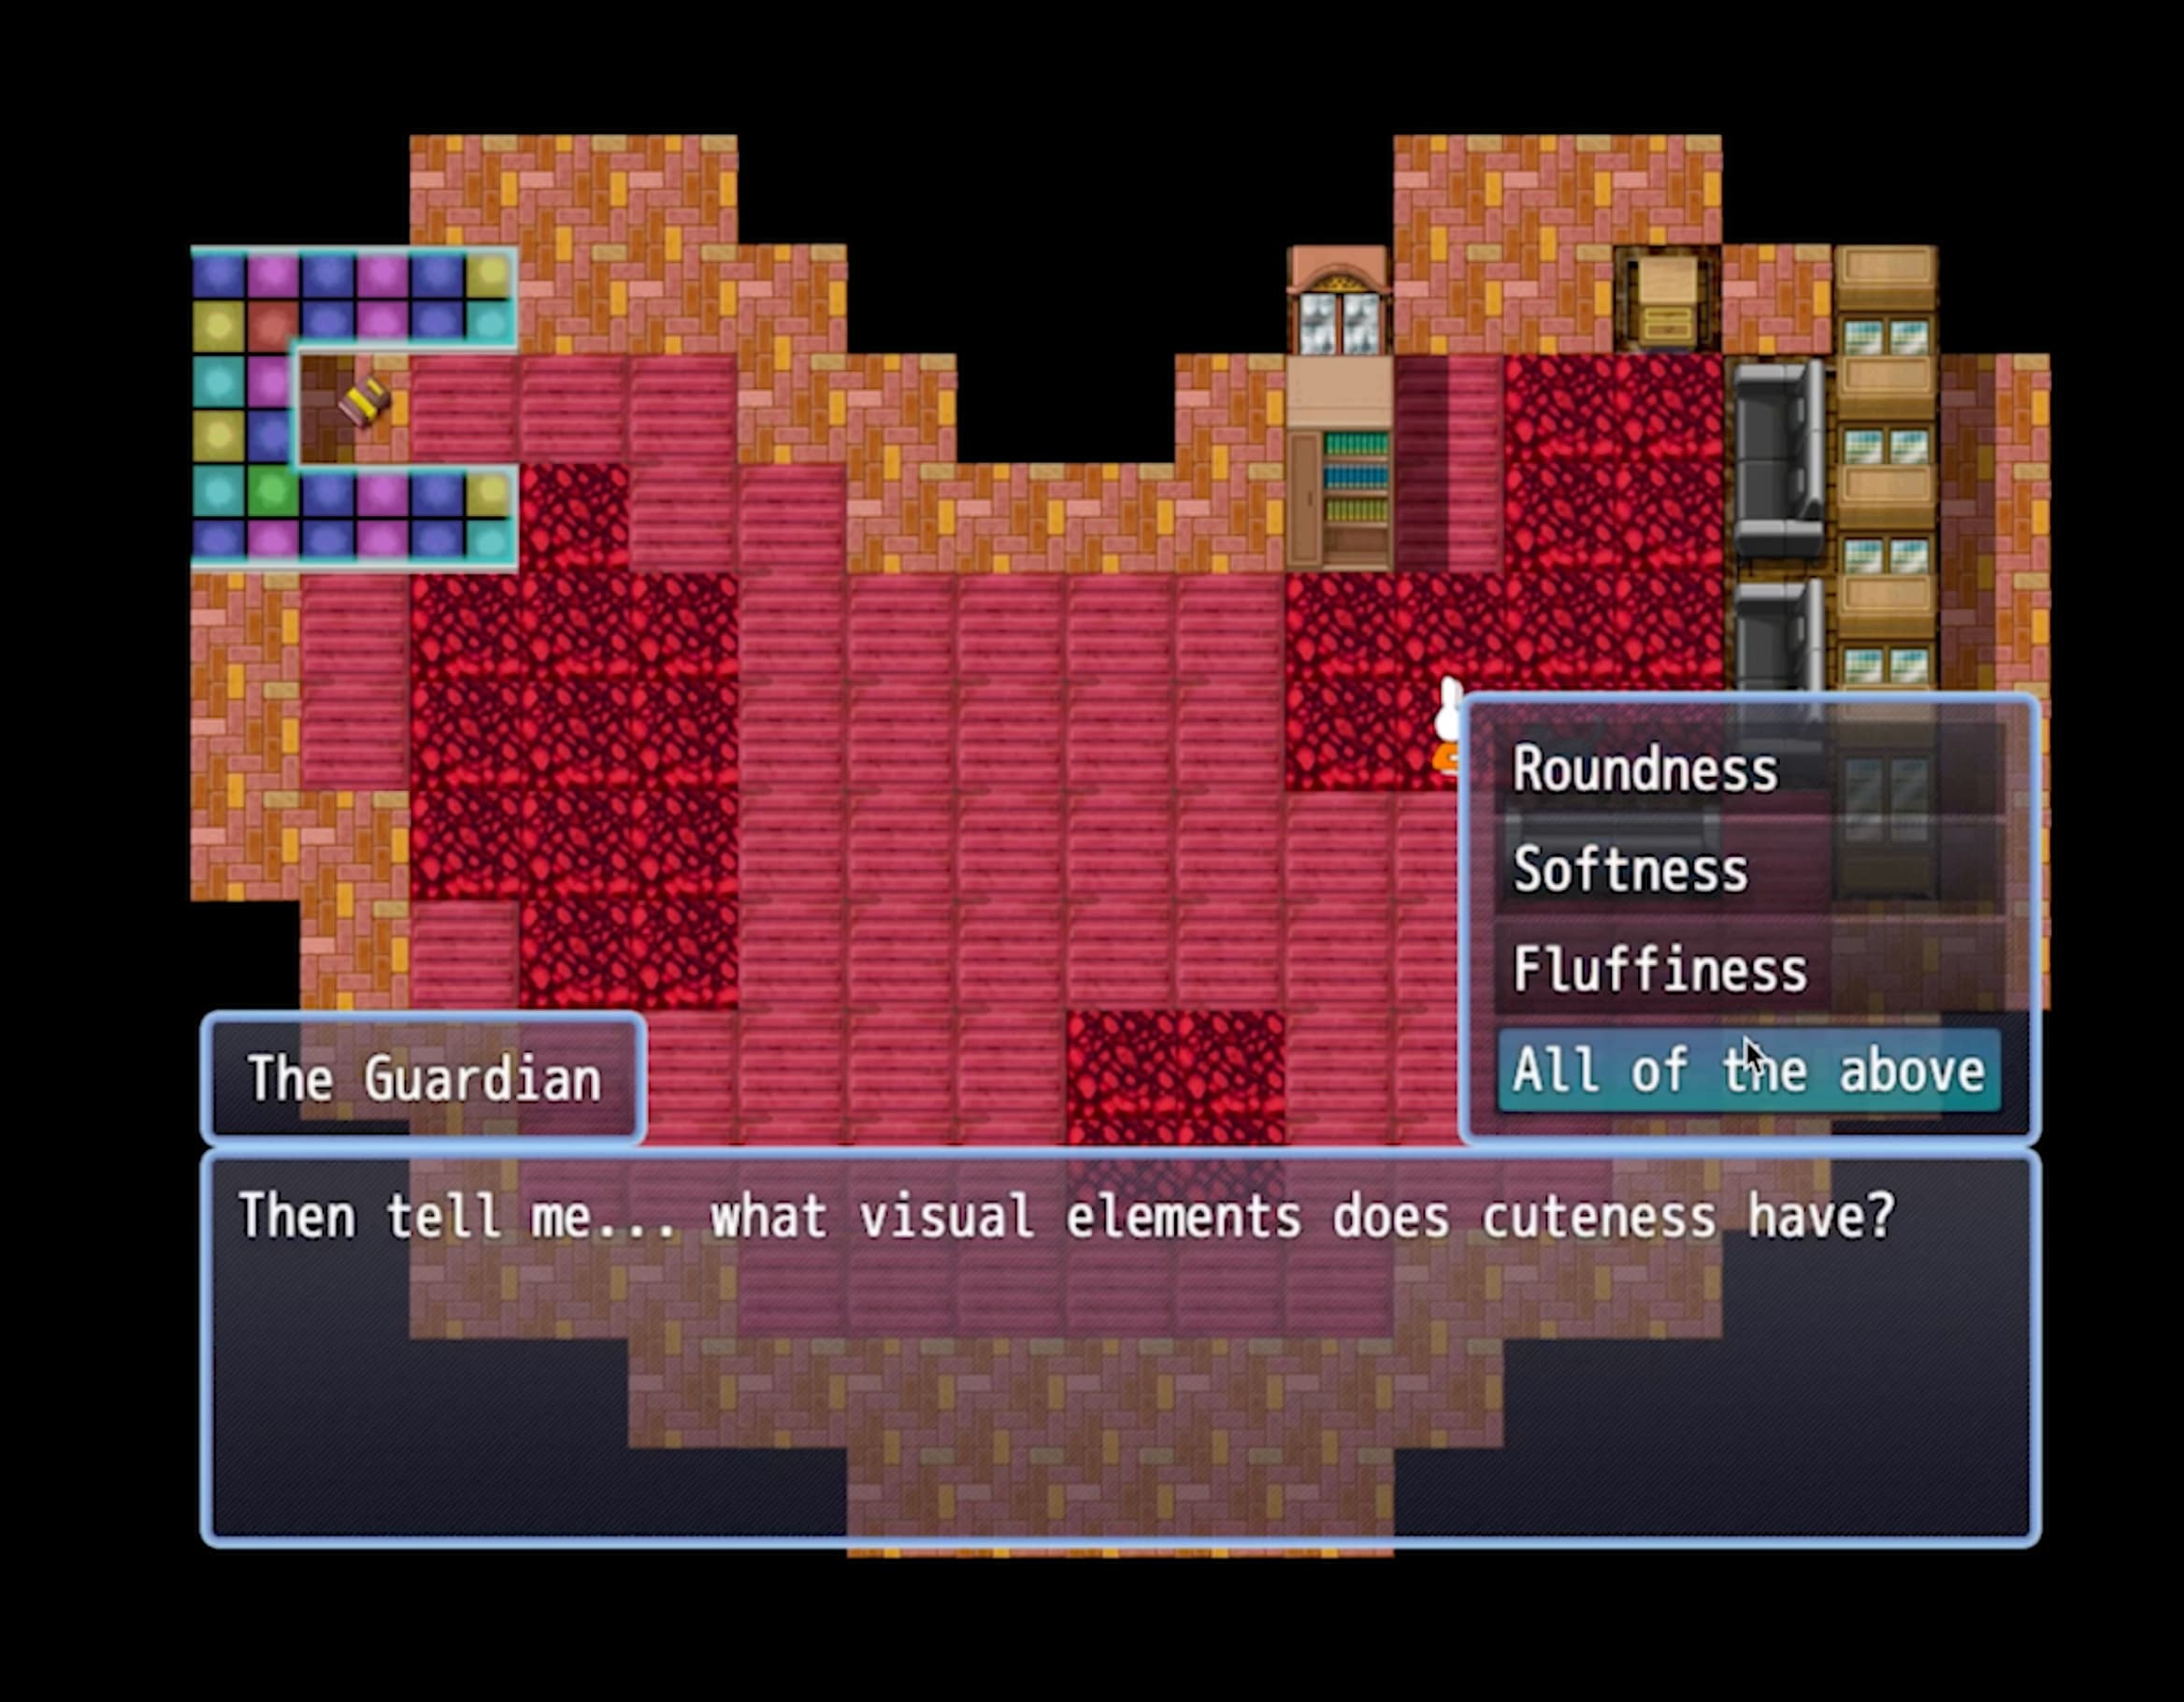 Roundness
Softness
Fluffiness
All of the above
The Guardian
Then tell me... what visual elements does cuteness have?